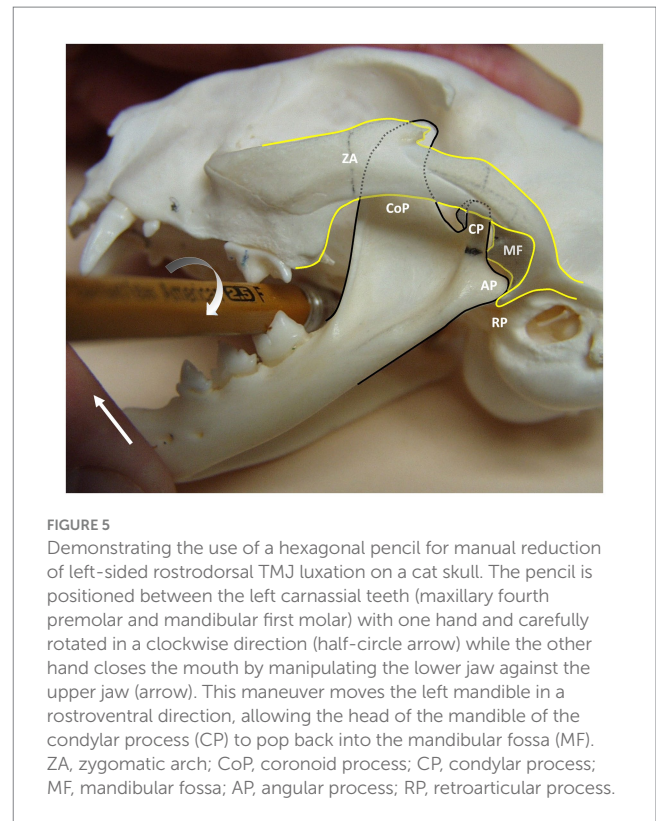 ZA
CoP
CP
MF
AP
RP
2.5 F
FIGURE 5
Demonstrating the use of a hexagonal pencil for manual reduction
of left-sided rostrodorsal TMJ luxation on a cat skull. The pencil is
positioned between the left carnassial teeth (maxillary fourth
premolar and mandibular first molar) with one hand and carefully
rotated in a clockwise direction (half-circle arrow) while the other
hand closes the mouth by manipulating the lower jaw against the
upper jaw (arrow). This maneuver moves the left mandible in a
rostroventral direction, allowing the head of the mandible of the
condylar process (CP) to pop back into the mandibular fossa (MF).
ZA, zygomatic arch; CoP, coronoid process; CP, condylar process;
MF, mandibular fossa; AP, angular process; RP, retroarticular process.